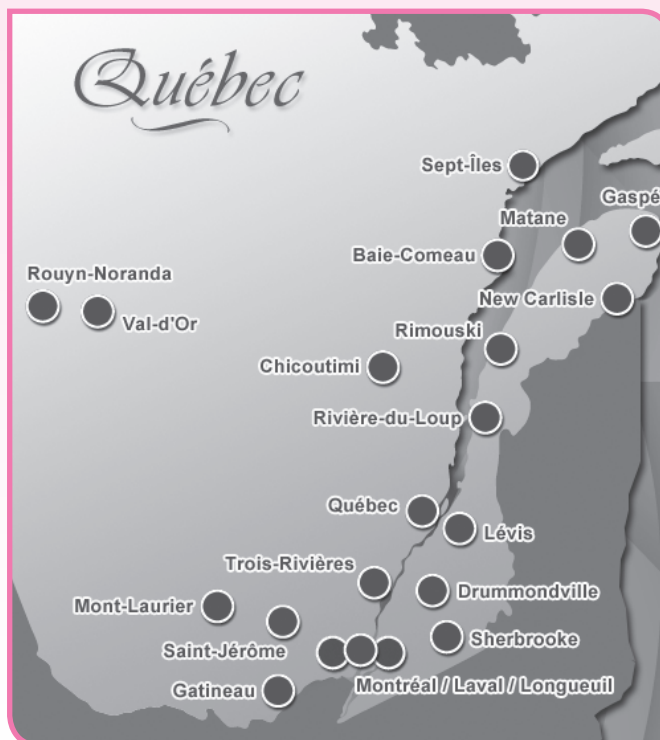 Québec
Sept-Îles
Gaspé
Matane
Baie-Comeau
Rouyn-Noranda
New Carlisle
Val-d'Or
Rimouski
Chicoutimi
Rivière-du-Loup
Québec
Lévis
Trois-Rivières
Drummondville
Mont-Laurier
Sherbrooke
Saint-Jérôme
Montréal / Laval / Longueuil
Gatineau